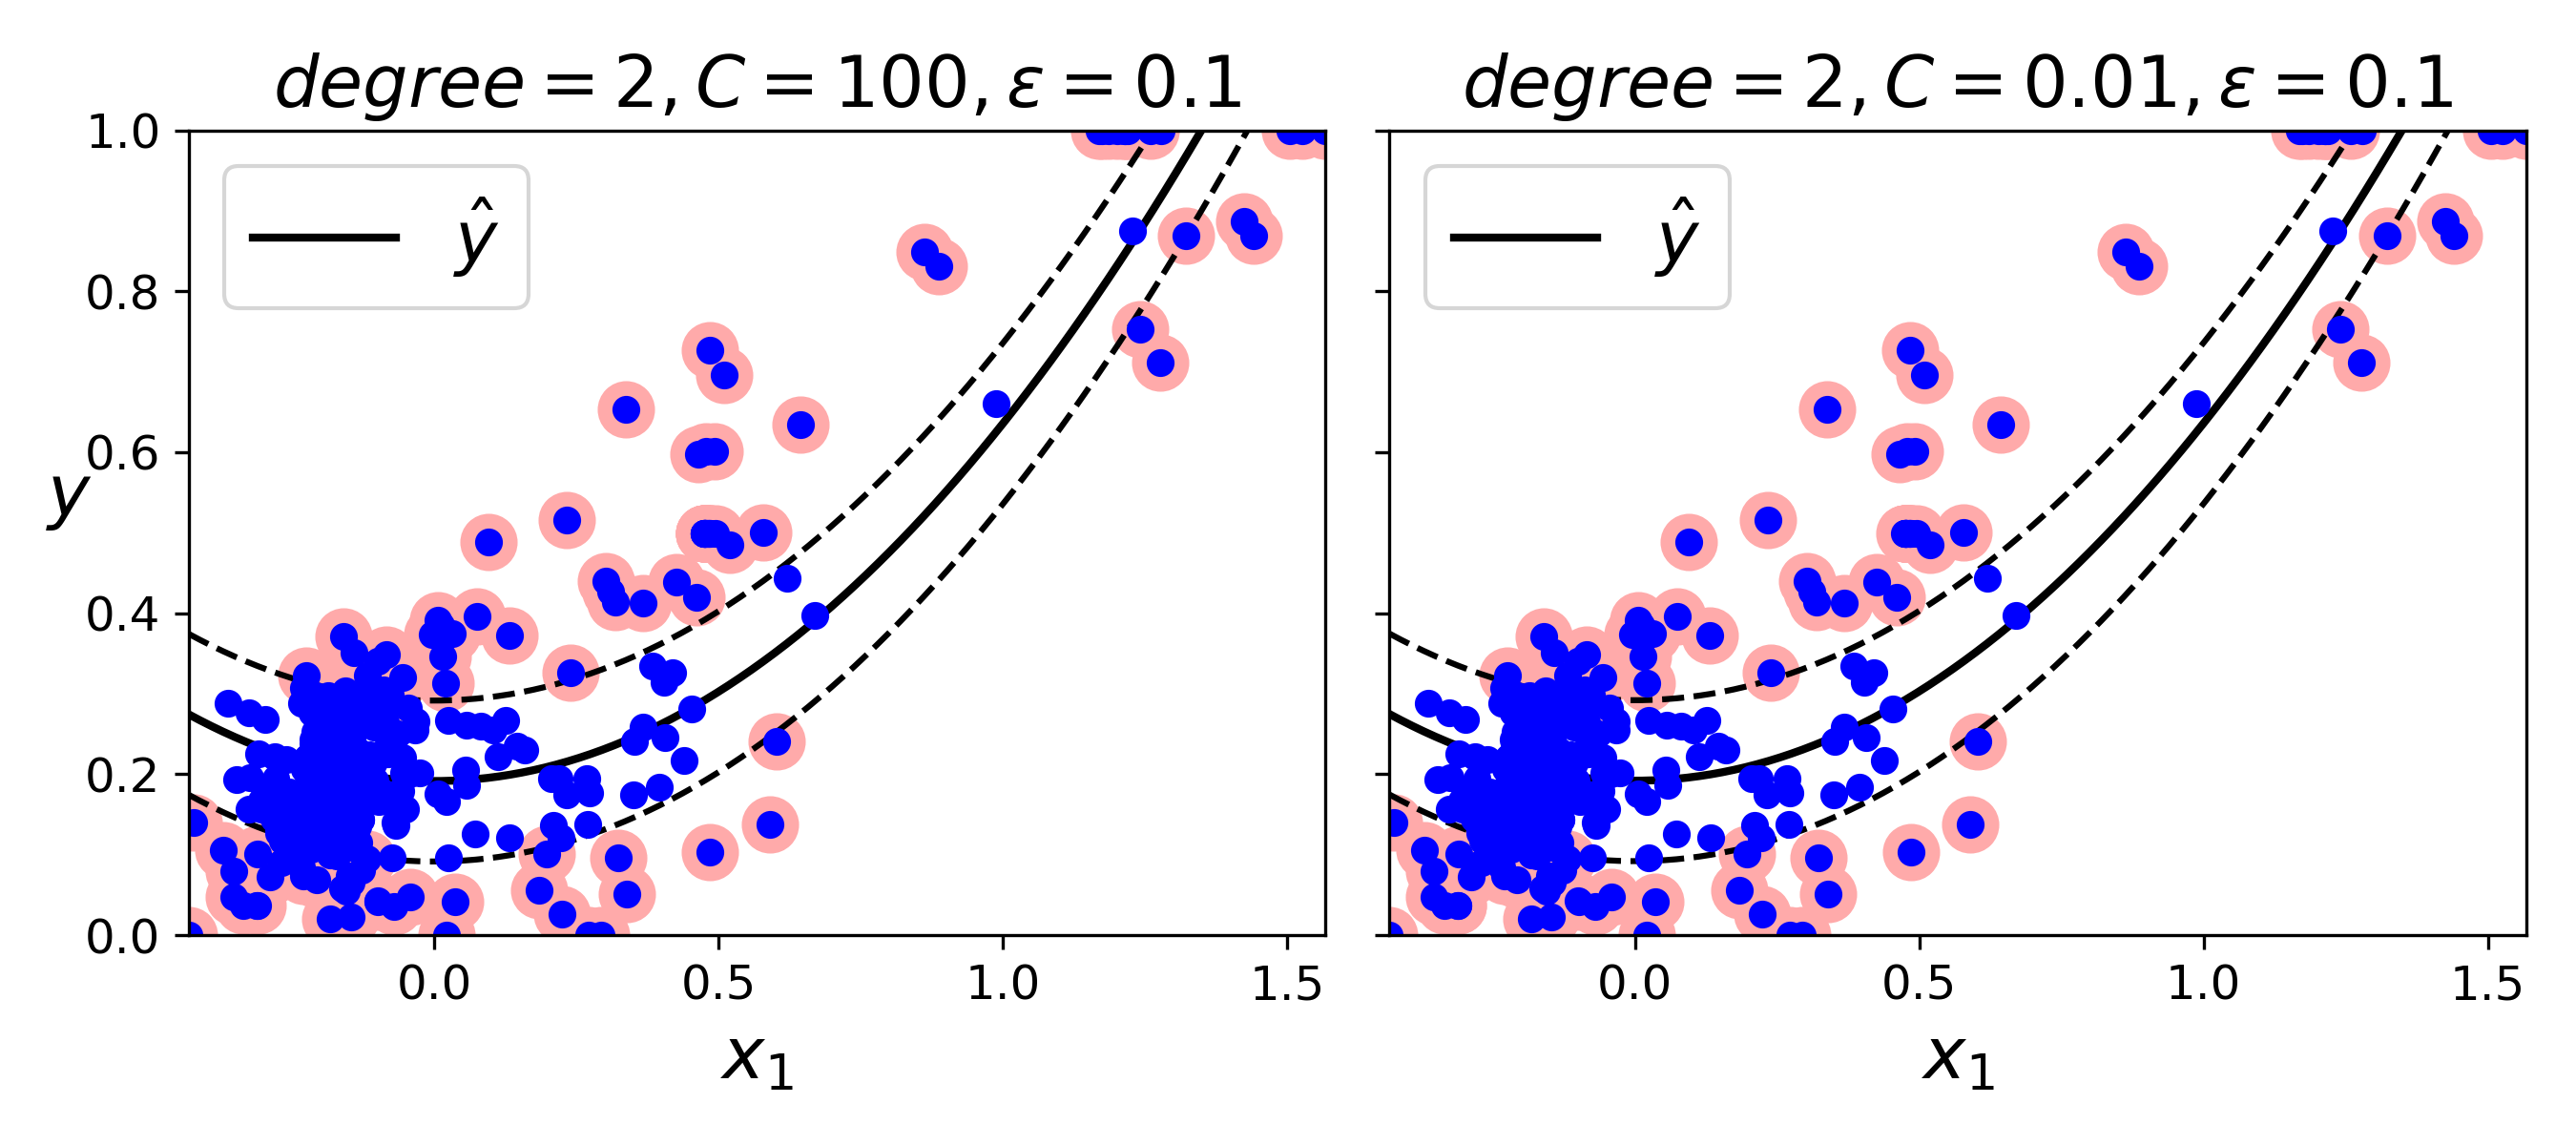 degree = 2, C = 100, ε = 0.1
degree = 2, C = 0.01, ε = 0.1
1.0
0.8
0.6
0.4
0.2
0.0
y
ŷ
ŷ
0.0 0.5 1.0 1.5
0.0 0.5 1.0 1.5
x₁
x₁